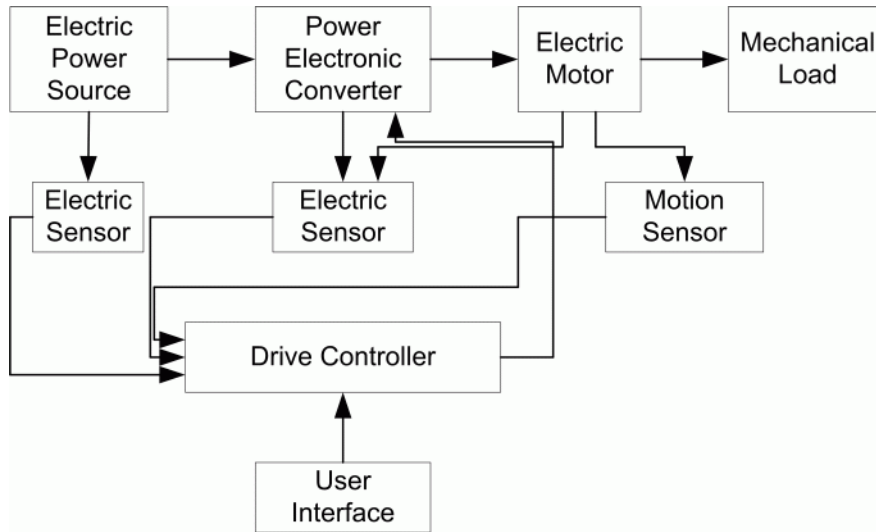 Electric
Power
Source
Power
Electronic
Converter
Electric
Motor
Mechanical
Load
Electric
Sensor
Electric
Sensor
Motion
Sensor
Drive Controller
User
Interface